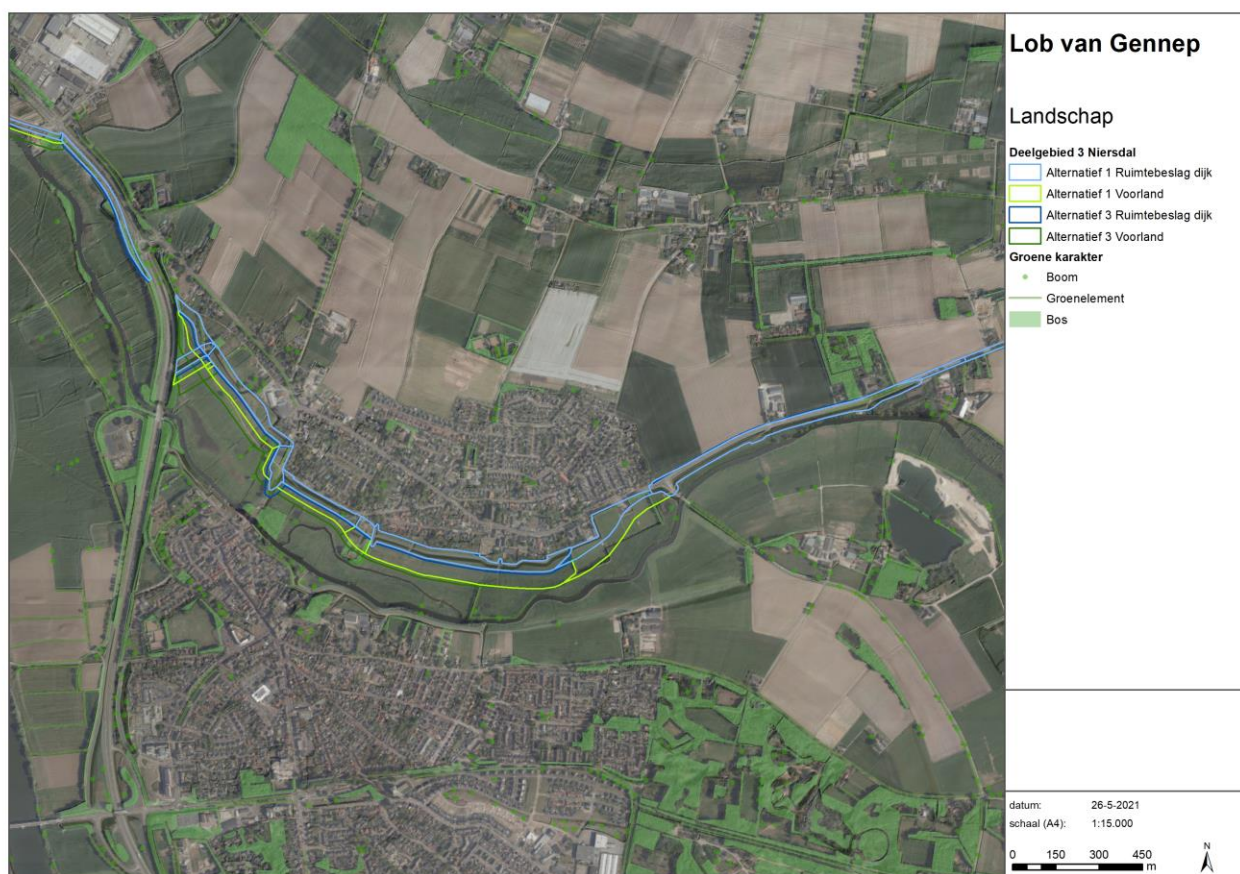 Lob van Gennep
Landschap
Deelgebied 3 Niersdal
Alternatief 1 Ruimtebeslag dijk
Alternatief 1 Voorland
Alternatief 3 Ruimtebeslag dijk
Alternatief 3 Voorland
Groene karakter
Boom
Groenelement
Bos
datum: 26-5-2021
schaal (A4): 1:15.000
N
0 150 300 450
m